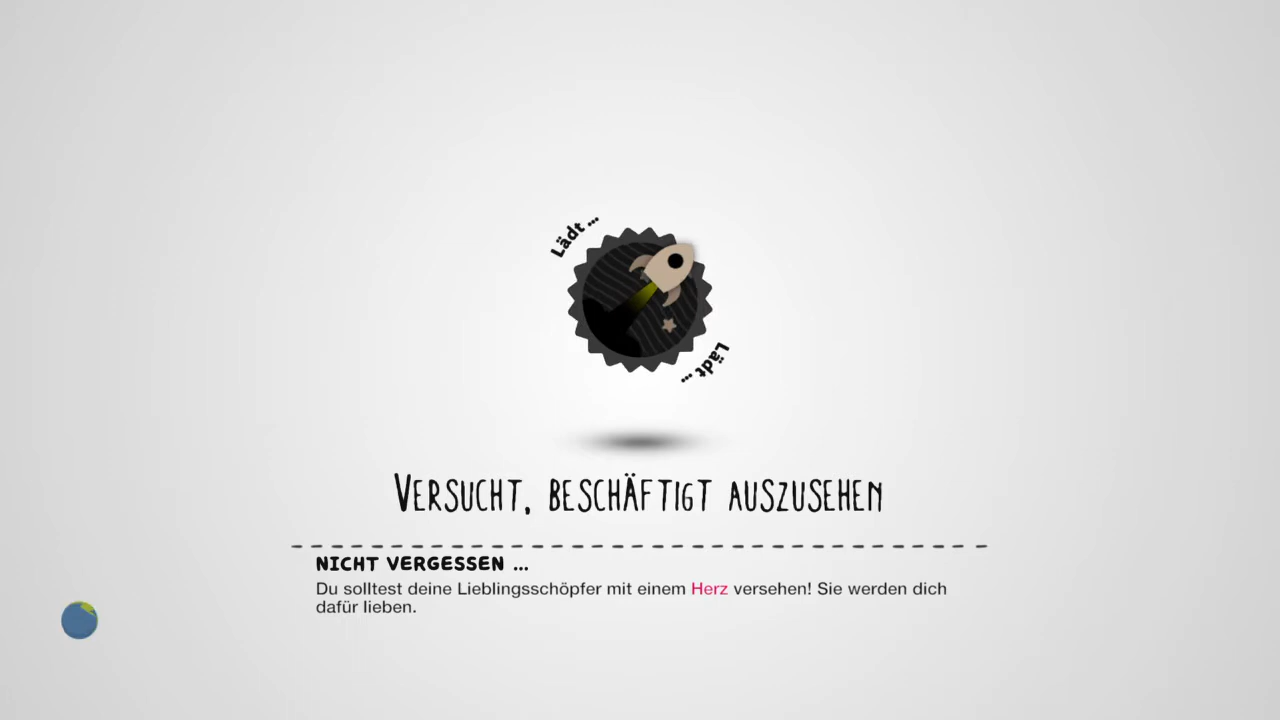 Lädt ...
Lädt ...
Versucht, beschäftigt auszusehen
NICHT VERGESSEN ...
Du solltest deine Lieblingsschöpfer mit einem Herz versehen! Sie werden dich
dafür lieben.